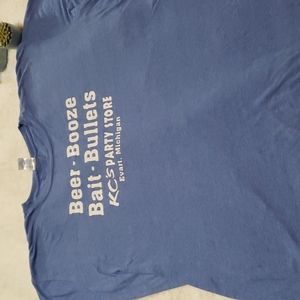 Beer - Booze
Bait - Bullets
KC's PARTY STORE
Evart, Michigan